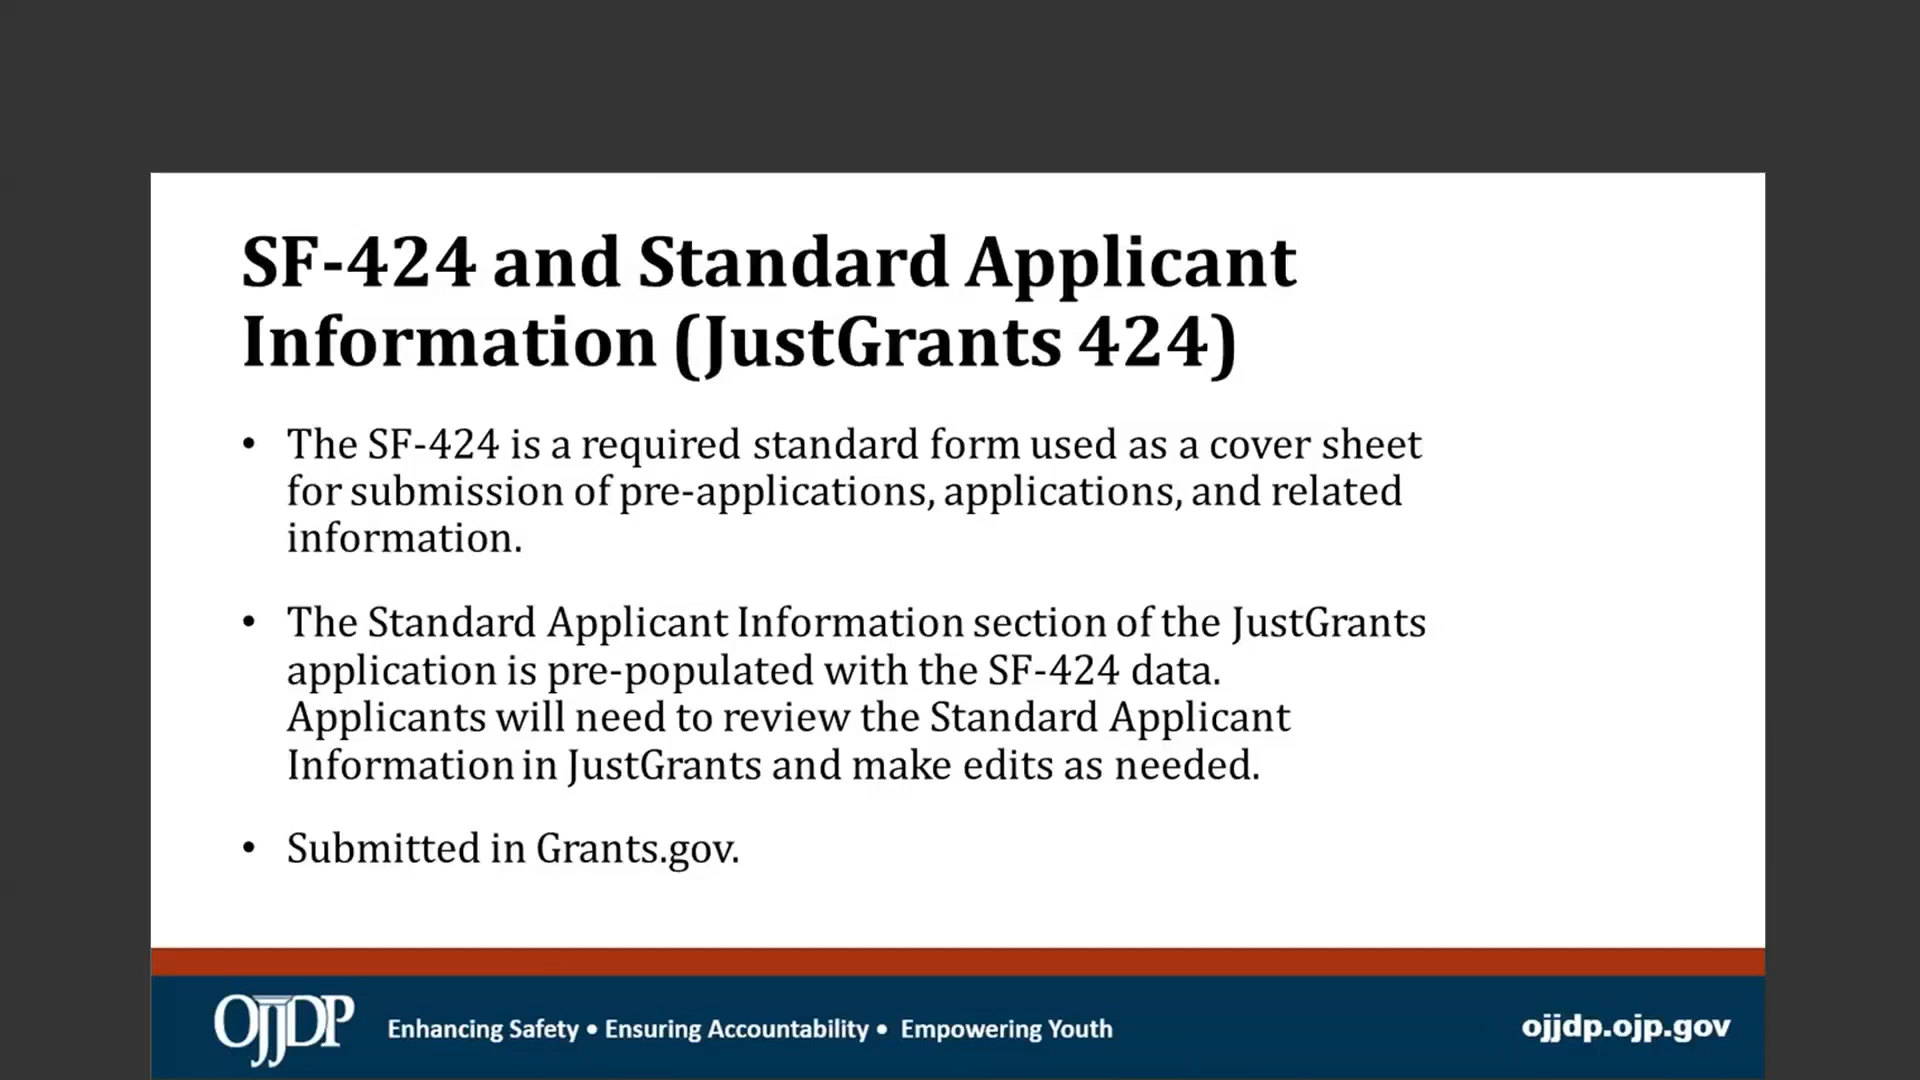 SF-424 and Standard Applicant
Information (JustGrants 424)
• The SF-424 is a required standard form used as a cover sheet
for submission of pre-applications, applications, and related
information.
• The Standard Applicant Information section of the JustGrants
application is pre-populated with the SF-424 data.
Applicants will need to review the Standard Applicant
Information in JustGrants and make edits as needed.
• Submitted in Grants.gov.
OJJDP
Enhancing Safety • Ensuring Accountability • Empowering Youth
ojjdp.ojp.gov